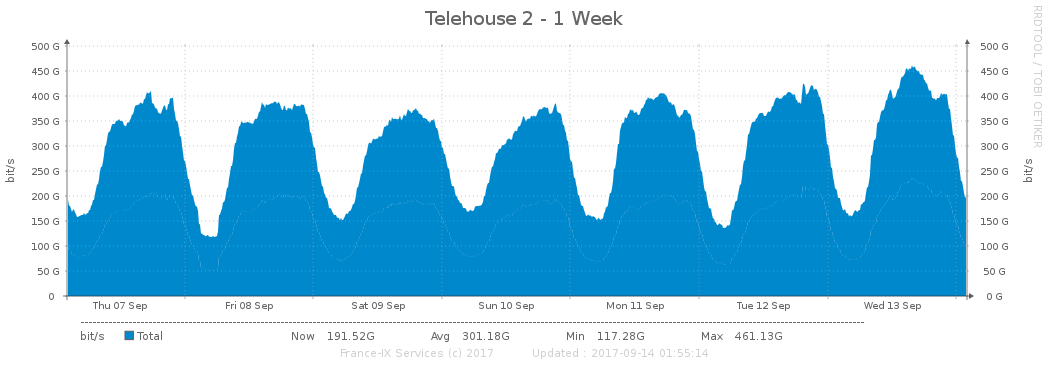 Telehouse 2 - 1 Week
RRDTOOL / TOBI OETIKER
500 G 500 G
450 G 450 G
400 G 400 G
350 G 350 G
300 G 300 G
250 G 250 G
200 G 200 G
150 G 150 G
100 G 100 G
50 G 50 G
0 0 G
bit/s bit/s
Thu 07 Sep Fri 08 Sep Sat 09 Sep Sun 10 Sep Mon 11 Sep Tue 12 Sep Wed 13 Sep
bit/s Total Now 191.52G Avg 301.18G Min 117.28G Max 461.13G
France-IX Services (c) 2017 Updated : 2017-09-14 01:55:14